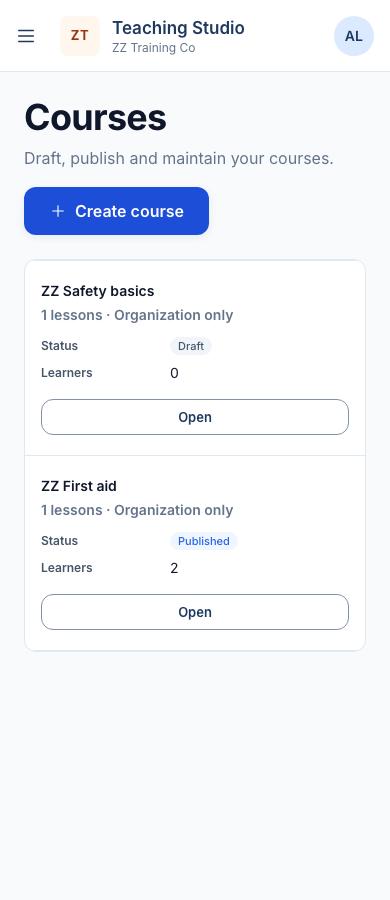 ZT
Teaching Studio
ZZ Training Co
AL
Courses
Draft, publish and maintain your courses.
Create course
ZZ Safety basics
1 lessons · Organization only
Status Draft
Learners 0
Open
ZZ First aid
1 lessons · Organization only
Status Published
Learners 2
Open